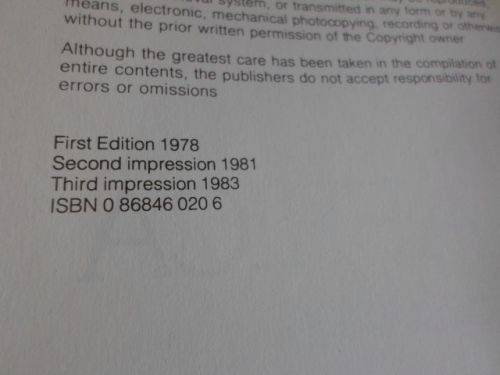 system, or transmitted in any form or by any
means, electronic, mechanical photocopying, recording or otherwise
without the prior written permission of the Copyright owner
Although the greatest care has been taken in the compilation of
entire contents, the publishers do not accept responsibility for
errors or omissions
First Edition 1978
Second impression 1981
Third impression 1983
ISBN 0 86846 020 6